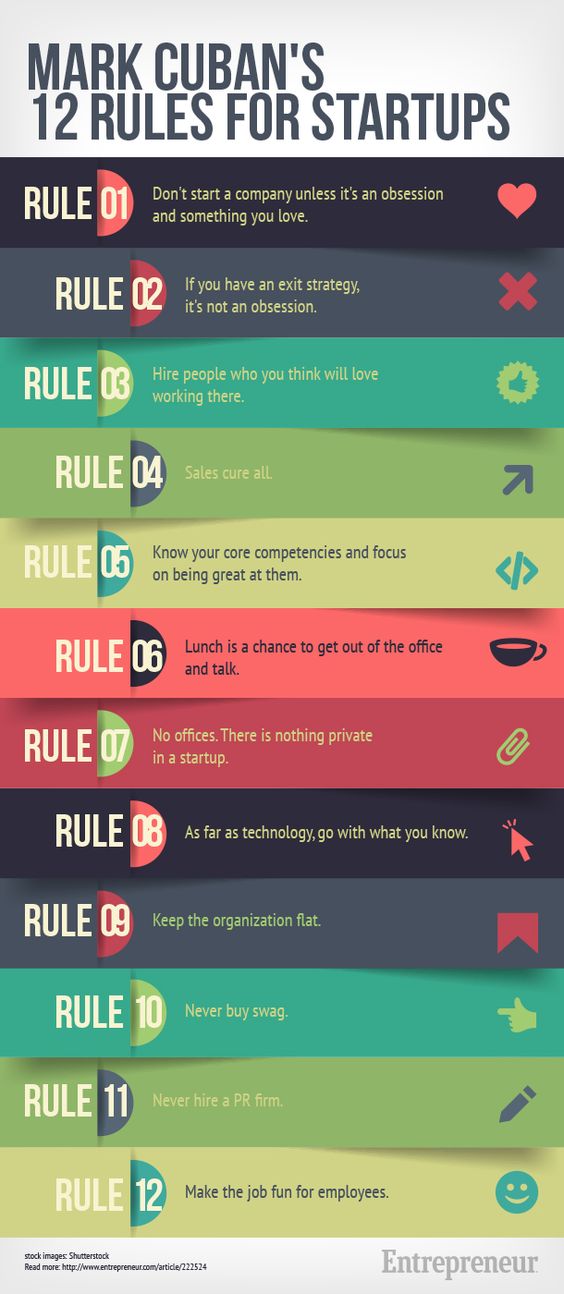 MARK CUBAN'S
12 RULES FOR STARTUPS
RULE 01
Don't start a company unless it's an obsession
and something you love.
RULE 02
If you have an exit strategy,
it's not an obsession.
RULE 03
Hire people who you think will love
working there.
RULE 04
Sales cure all.
RULE 05
Know your core competencies and focus
on being great at them.
RULE 06
Lunch is a chance to get out of the office
and talk.
RULE 07
No offices. There is nothing private
in a startup.
RULE 08
As far as technology, go with what you know.
RULE 09
Keep the organization flat.
RULE 10
Never buy swag.
RULE 11
Never hire a PR firm.
RULE 12
Make the job fun for employees.
stock images: Shutterstock
Read more: http://www.entrepreneur.com/article/222524
Entrepreneur